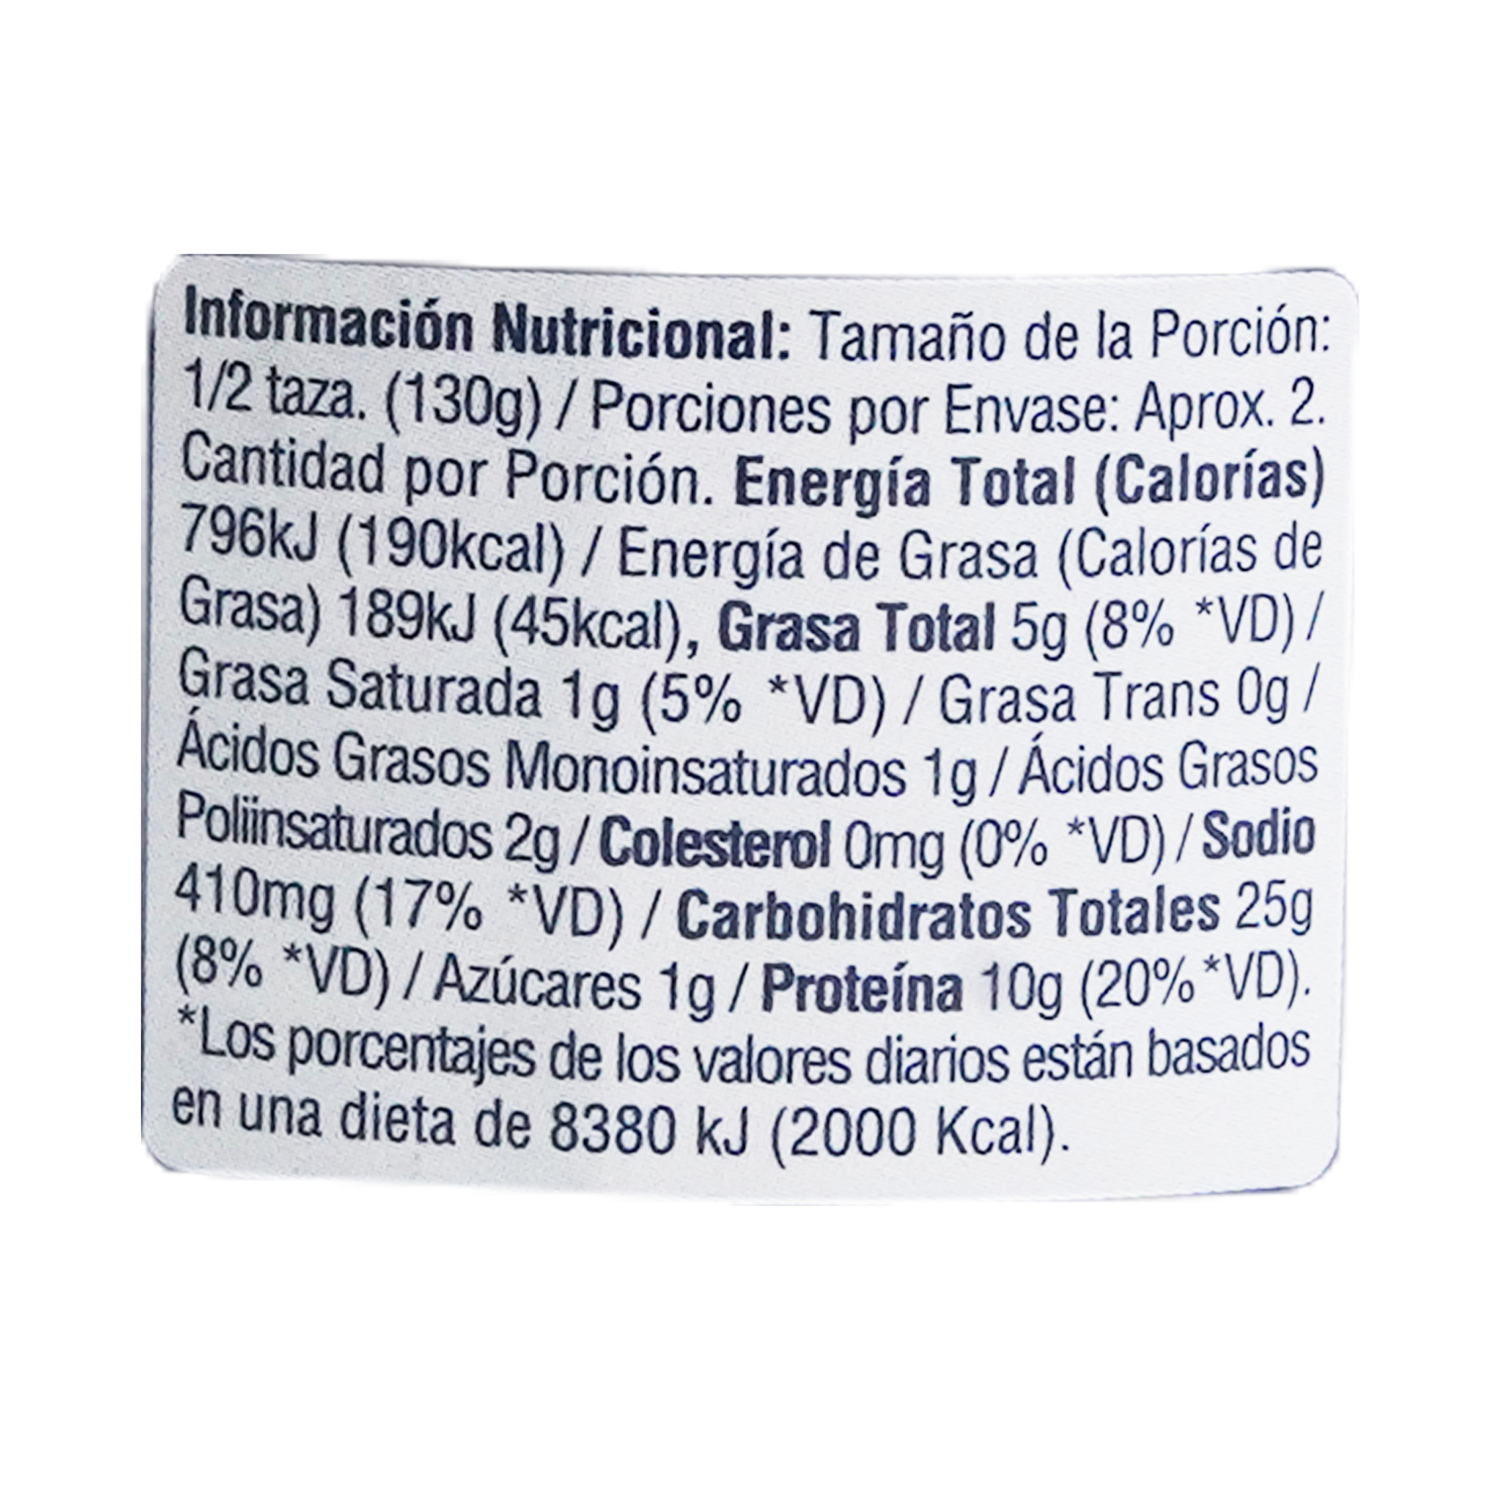 Información Nutricional: Tamaño de la Porción:
1/2 taza. (130g) / Porciones por Envase: Aprox. 2.
Cantidad por Porción. Energía Total (Calorías)
796kJ (190kcal) / Energía de Grasa (Calorías de
Grasa) 189kJ (45kcal), Grasa Total 5g (8% *VD) /
Grasa Saturada 1g (5% *VD) / Grasa Trans 0g /
Ácidos Grasos Monoinsaturados 1g / Ácidos Grasos
Poliinsaturados 2g / Colesterol 0mg (0% *VD) / Sodio
410mg (17% *VD) / Carbohidratos Totales 25g
(8% *VD) / Azúcares 1g / Proteína 10g (20%*VD).
*Los porcentajes de los valores diarios están basados
en una dieta de 8380 kJ (2000 Kcal).